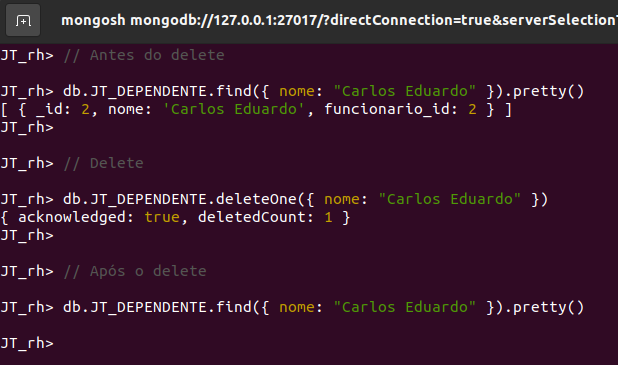 mongosh mongodb://127.0.0.1:27017/?directConnection=true&serverSelection
JT_rh> // Antes do delete
JT_rh> db.JT_DEPENDENTE.find({ nome: "Carlos Eduardo" }).pretty()
[ { _id: 2, nome: 'Carlos Eduardo', funcionario_id: 2 } ]
JT_rh>
JT_rh> // Delete
JT_rh> db.JT_DEPENDENTE.deleteOne({ nome: "Carlos Eduardo" })
{ acknowledged: true, deletedCount: 1 }
JT_rh>
JT_rh> // Após o delete
JT_rh> db.JT_DEPENDENTE.find({ nome: "Carlos Eduardo" }).pretty()
JT_rh>